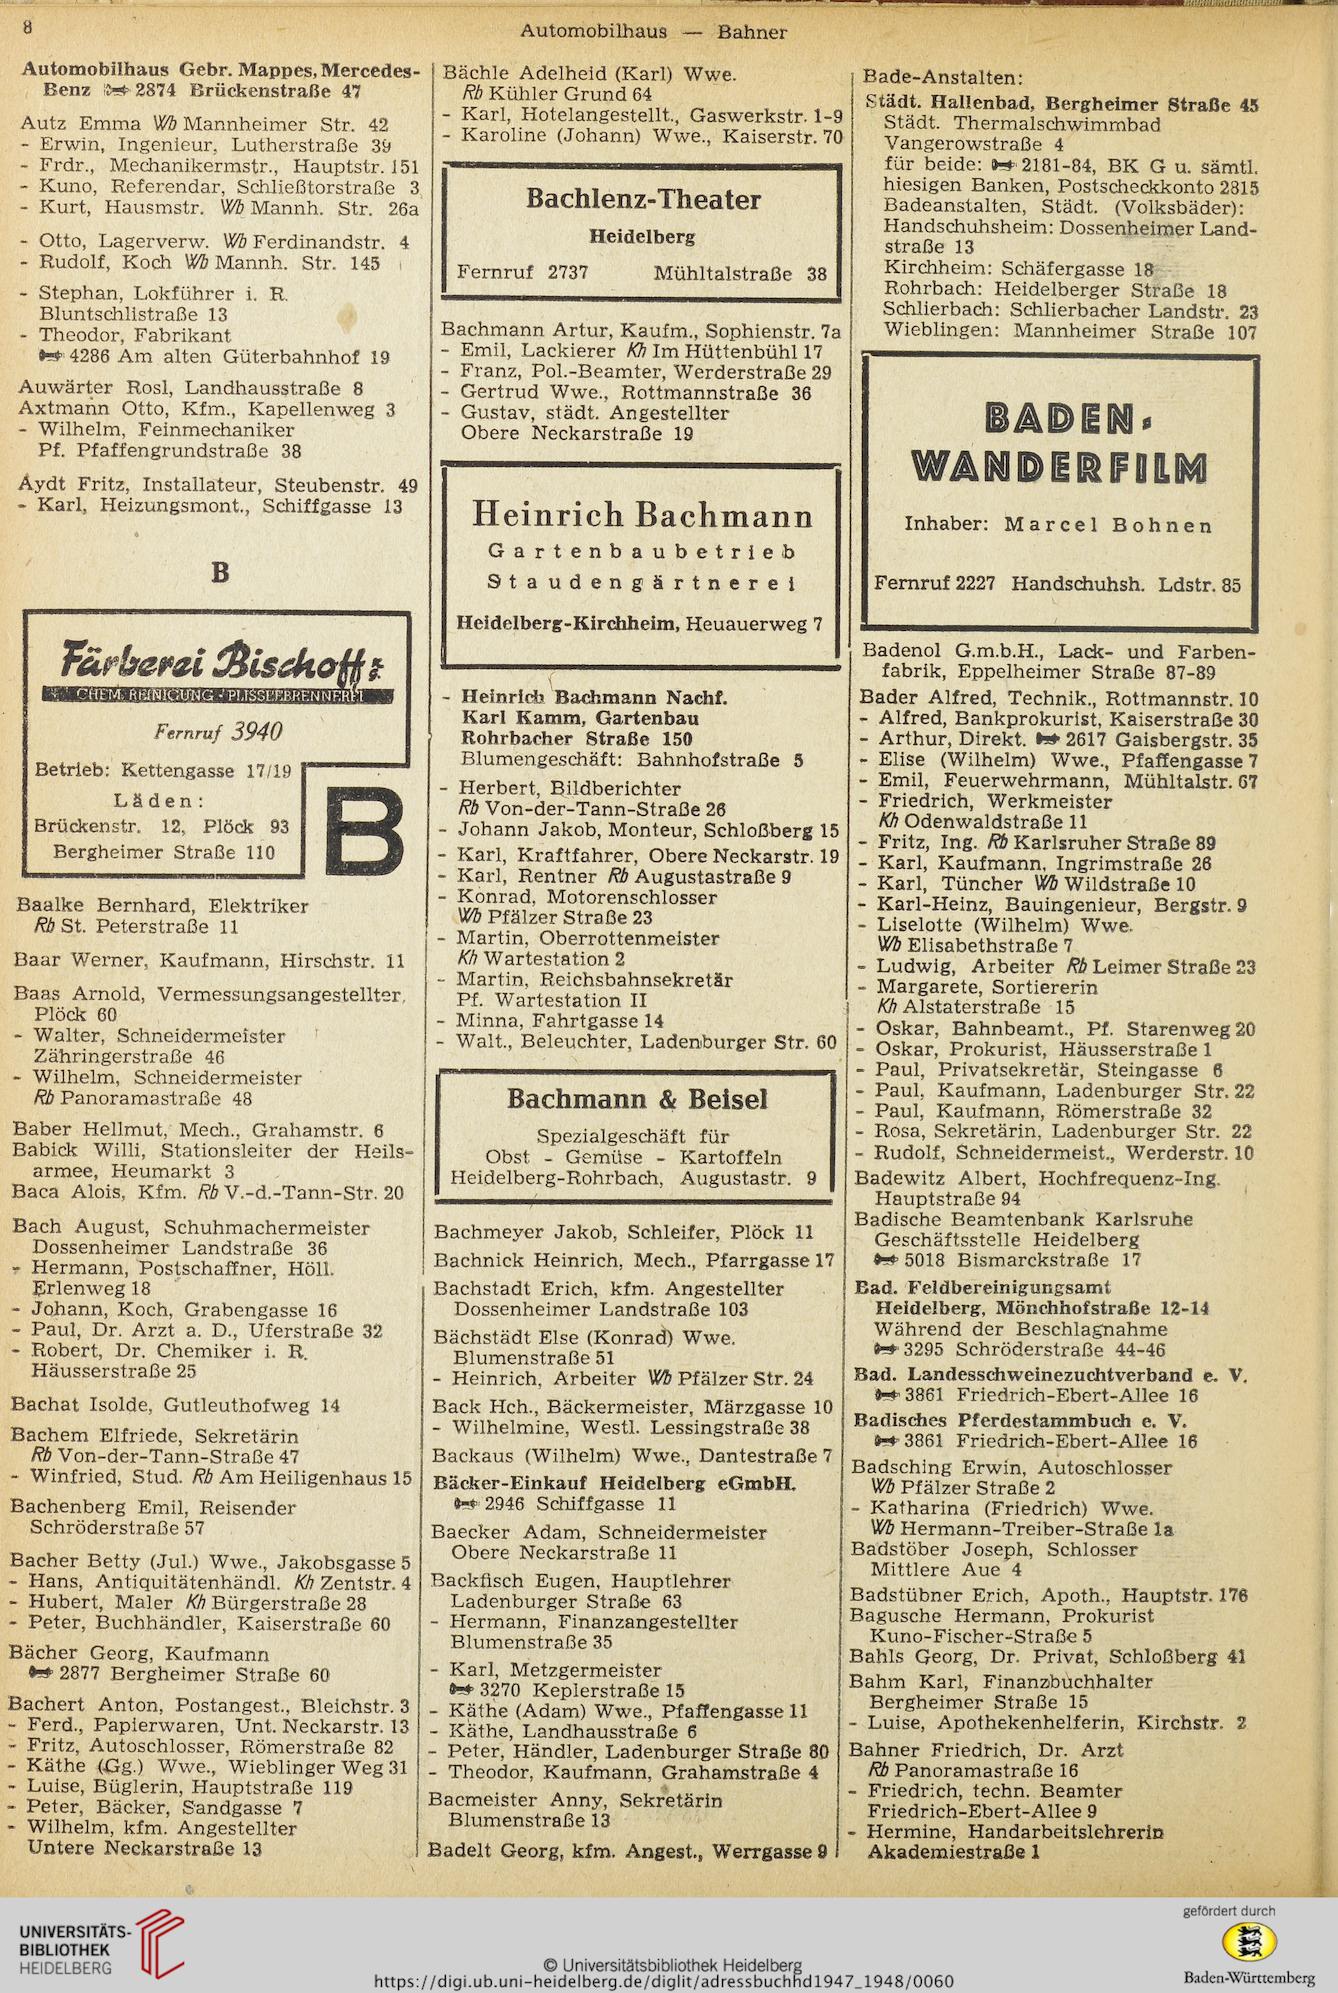 8
Automobilhaus — Bahner
Automobilhaus Gebr. Mappes, Mercedes-
Benz 2874 Brückenstraße 47
Autz Emma Wb Mannheimer Str. 42
- Erwin, Ingenieur, Lutherstraße 39
- Frdr., Mechanikermstr., Hauptstr. 151
- Kuno, Referendar, Schließtorstraße 3
- Kurt, Hausmstr. Wb Mannh. Str. 26a
- Otto, Lagerverw. Wb Ferdinandstr. 4
- Rudolf, Koch Wb Mannh. Str. 145
- Stephan, Lokführer i. R.
Bluntschlistraße 13
- Theodor, Fabrikant
4286 Am alten Güterbahnhof 19
Auwärter Rosl, Landhausstraße 8
Axtmann Otto, Kfm., Kapellenweg 3
- Wilhelm, Feinmechaniker
Pf. Pfaffengrundstraße 38
Aydt Fritz, Installateur, Steubenstr. 49
- Karl, Heizungsmont., Schiffgasse 13
B
Färberei Bischoff
CHEM. REINIGUNG · PLISSEEBRENNEREI
Fernruf 3940
Betrieb: Kettengasse 17/19
Läden:
Brückenstr. 12, Plöck 93
Bergheimer Straße 110
B
Baalke Bernhard, Elektriker
Rb St. Peterstraße 11
Baar Werner, Kaufmann, Hirschstr. 11
Baas Arnold, Vermessungsangestellter,
Plöck 60
- Walter, Schneidermeister
Zähringerstraße 46
- Wilhelm, Schneidermeister
Rb Panoramastraße 48
Baber Hellmut, Mech., Grahamstr. 6
Babick Willi, Stationsleiter der Heils-
armee, Heumarkt 3
Baca Alois, Kfm. Rb V.-d.-Tann-Str. 20
Bach August, Schuhmachermeister
Dossenheimer Landstraße 36
- Hermann, Postschaffner, Höll.
Erlenweg 18
- Johann, Koch, Grabengasse 16
- Paul, Dr. Arzt a. D., Uferstraße 32
- Robert, Dr. Chemiker i. R.
Häusserstraße 25
Bachat Isolde, Gutleuthofweg 14
Bachem Elfriede, Sekretärin
Rb Von-der-Tann-Straße 47
- Winfried, Stud. Rb Am Heiligenhaus 15
Bachenberg Emil, Reisender
Schröderstraße 57
Bacher Betty (Jul.) Wwe., Jakobsgasse 5
- Hans, Antiquitätenhändl. Kh Zentstr. 4
- Hubert, Maler Kh Bürgerstraße 28
- Peter, Buchhändler, Kaiserstraße 60
Bächer Georg, Kaufmann
2877 Bergheimer Straße 60
Bachert Anton, Postangest., Bleichstr. 3
- Ferd., Papierwaren, Unt. Neckarstr. 13
- Fritz, Autoschlosser, Römerstraße 82
- Käthe (Gg.) Wwe., Wieblinger Weg 31
- Luise, Büglerin, Hauptstraße 119
- Peter, Bäcker, Sandgasse 7
- Wilhelm, kfm. Angestellter
Untere Neckarstraße 13
Bächle Adelheid (Karl) Wwe.
Rb Kühler Grund 64
- Karl, Hotelangestellt., Gaswerkstr. 1-9
- Karoline (Johann) Wwe., Kaiserstr. 70
Bachlenz-Theater
Heidelberg
Fernruf 2737 Mühltalstraße 38
Bachmann Artur, Kaufm., Sophienstr. 7a
- Emil, Lackierer Kh Im Hüttenbühl 17
- Franz, Pol.-Beamter, Werderstraße 29
- Gertrud Wwe., Rottmannstraße 36
- Gustav, städt. Angestellter
Obere Neckarstraße 19
Heinrich Bachmann
Gartenbaubetrieb
Staudengärtnerei
Heidelberg-Kirchheim, Heuauerweg 7
- Heinrich Bachmann Nachf.
Karl Kamm, Gartenbau
Rohrbacher Straße 150
Blumengeschäft: Bahnhofstraße 5
- Herbert, Bildberichter
Rb Von-der-Tann-Straße 26
- Johann Jakob, Monteur, Schloßberg 15
- Karl, Kraftfahrer, Obere Neckarstr. 19
- Karl, Rentner Rb Augustastraße 9
- Konrad, Motorenschlosser
Wb Pfälzer Straße 23
- Martin, Oberrottenmeister
Kh Wartestation 2
- Martin, Reichsbahnsekretär
Pf. Wartestation II
- Minna, Fahrtgasse 14
- Walt., Beleuchter, Ladenburger Str. 60
Bachmann & Beisel
Spezialgeschäft für
Obst - Gemüse - Kartoffeln
Heidelberg-Rohrbach, Augustastr. 9
Bachmeyer Jakob, Schleifer, Plöck 11
Bachnick Heinrich, Mech., Pfarrgasse 17
Bachstadt Erich, kfm. Angestellter
Dossenheimer Landstraße 103
Bächstädt Else (Konrad) Wwe.
Blumenstraße 51
- Heinrich, Arbeiter Wb Pfälzer Str. 24
Back Hch., Bäckermeister, Märzgasse 10
- Wilhelmine, Westl. Lessingstraße 38
Backaus (Wilhelm) Wwe., Dantestraße 7
Bäcker-Einkauf Heidelberg eGmbH.
2946 Schiffgasse 11
Baecker Adam, Schneidermeister
Obere Neckarstraße 11
Backfisch Eugen, Hauptlehrer
Ladenburger Straße 63
- Hermann, Finanzangestellter
Blumenstraße 35
- Karl, Metzgermeister
3270 Keplerstraße 15
- Käthe (Adam) Wwe., Pfaffengasse 11
- Käthe, Landhausstraße 6
- Peter, Händler, Ladenburger Straße 80
- Theodor, Kaufmann, Grahamstraße 4
Bacmeister Anny, Sekretärin
Blumenstraße 13
Badelt Georg, kfm. Angest., Werrgasse 9
Bade-Anstalten:
Städt. Hallenbad, Bergheimer Straße 45
Städt. Thermalschwimmbad
Vangerowstraße 4
für beide: 2181-84, BK G u. sämtl.
hiesigen Banken, Postscheckkonto 2815
Badeanstalten, Städt. (Volksbäder):
Handschuhsheim: Dossenheimer Land-
straße 13
Kirchheim: Schäfergasse 18
Rohrbach: Heidelberger Straße 18
Schlierbach: Schlierbacher Landstr. 23
Wieblingen: Mannheimer Straße 107
BADEN-
WANDERFILM
Inhaber: Marcel Bohnen
Fernruf 2227 Handschuhsh. Ldstr. 85
Badenol G.m.b.H., Lack- und Farben-
fabrik, Eppelheimer Straße 87-89
Bader Alfred, Technik., Rottmannstr. 10
- Alfred, Bankprokurist, Kaiserstraße 30
- Arthur, Direkt. 2617 Gaisbergstr. 35
- Elise (Wilhelm) Wwe., Pfaffengasse 7
- Emil, Feuerwehrmann, Mühltalstr. 67
- Friedrich, Werkmeister
Kh Odenwaldstraße 11
- Fritz, Ing. Rb Karlsruher Straße 89
- Karl, Kaufmann, Ingrimstraße 26
- Karl, Tüncher Wb Wildstraße 10
- Karl-Heinz, Bauingenieur, Bergstr. 9
- Liselotte (Wilhelm) Wwe.
Wb Elisabethstraße 7
- Ludwig, Arbeiter Rb Leimer Straße 23
- Margarete, Sortiererin
Kh Alstaterstraße 15
- Oskar, Bahnbeamt., Pf. Starenweg 20
- Oskar, Prokurist, Häusserstraße 1
- Paul, Privatsekretär, Steingasse 6
- Paul, Kaufmann, Ladenburger Str. 22
- Paul, Kaufmann, Römerstraße 32
- Rosa, Sekretärin, Ladenburger Str. 22
- Rudolf, Schneidermeist., Werderstr. 10
Badewitz Albert, Hochfrequenz-Ing.
Hauptstraße 94
Badische Beamtenbank Karlsruhe
Geschäftsstelle Heidelberg
5018 Bismarckstraße 17
Bad. Feldbereinigungsamt
Heidelberg, Mönchhofstraße 12-14
Während der Beschlagnahme
3295 Schröderstraße 44-46
Bad. Landesschweinezuchtverband e. V.
3861 Friedrich-Ebert-Allee 16
Badisches Pferdestammbuch e. V.
3861 Friedrich-Ebert-Allee 16
Badsching Erwin, Autoschlosser
Wb Pfälzer Straße 2
- Katharina (Friedrich) Wwe.
Wb Hermann-Treiber-Straße 1a
Badstöber Joseph, Schlosser
Mittlere Aue 4
Badstübner Erich, Apoth., Hauptstr. 176
Bagusche Hermann, Prokurist
Kuno-Fischer-Straße 5
Bahls Georg, Dr. Privat, Schloßberg 41
Bahm Karl, Finanzbuchhalter
Bergheimer Straße 15
- Luise, Apothekenhelferin, Kirchstr. 2
Bahner Friedrich, Dr. Arzt
Rb Panoramastraße 16
- Friedrich, techn. Beamter
Friedrich-Ebert-Allee 9
- Hermine, Handarbeitslehrerin
Akademiestraße 1
UNIVERSITÄTS-
BIBLIOTHEK
HEIDELBERG
© Universitätsbibliothek Heidelberg
https://digi.ub.uni-heidelberg.de/diglit/adressbuchhd1947_1948/0060
gefördert durch
Baden-Württemberg